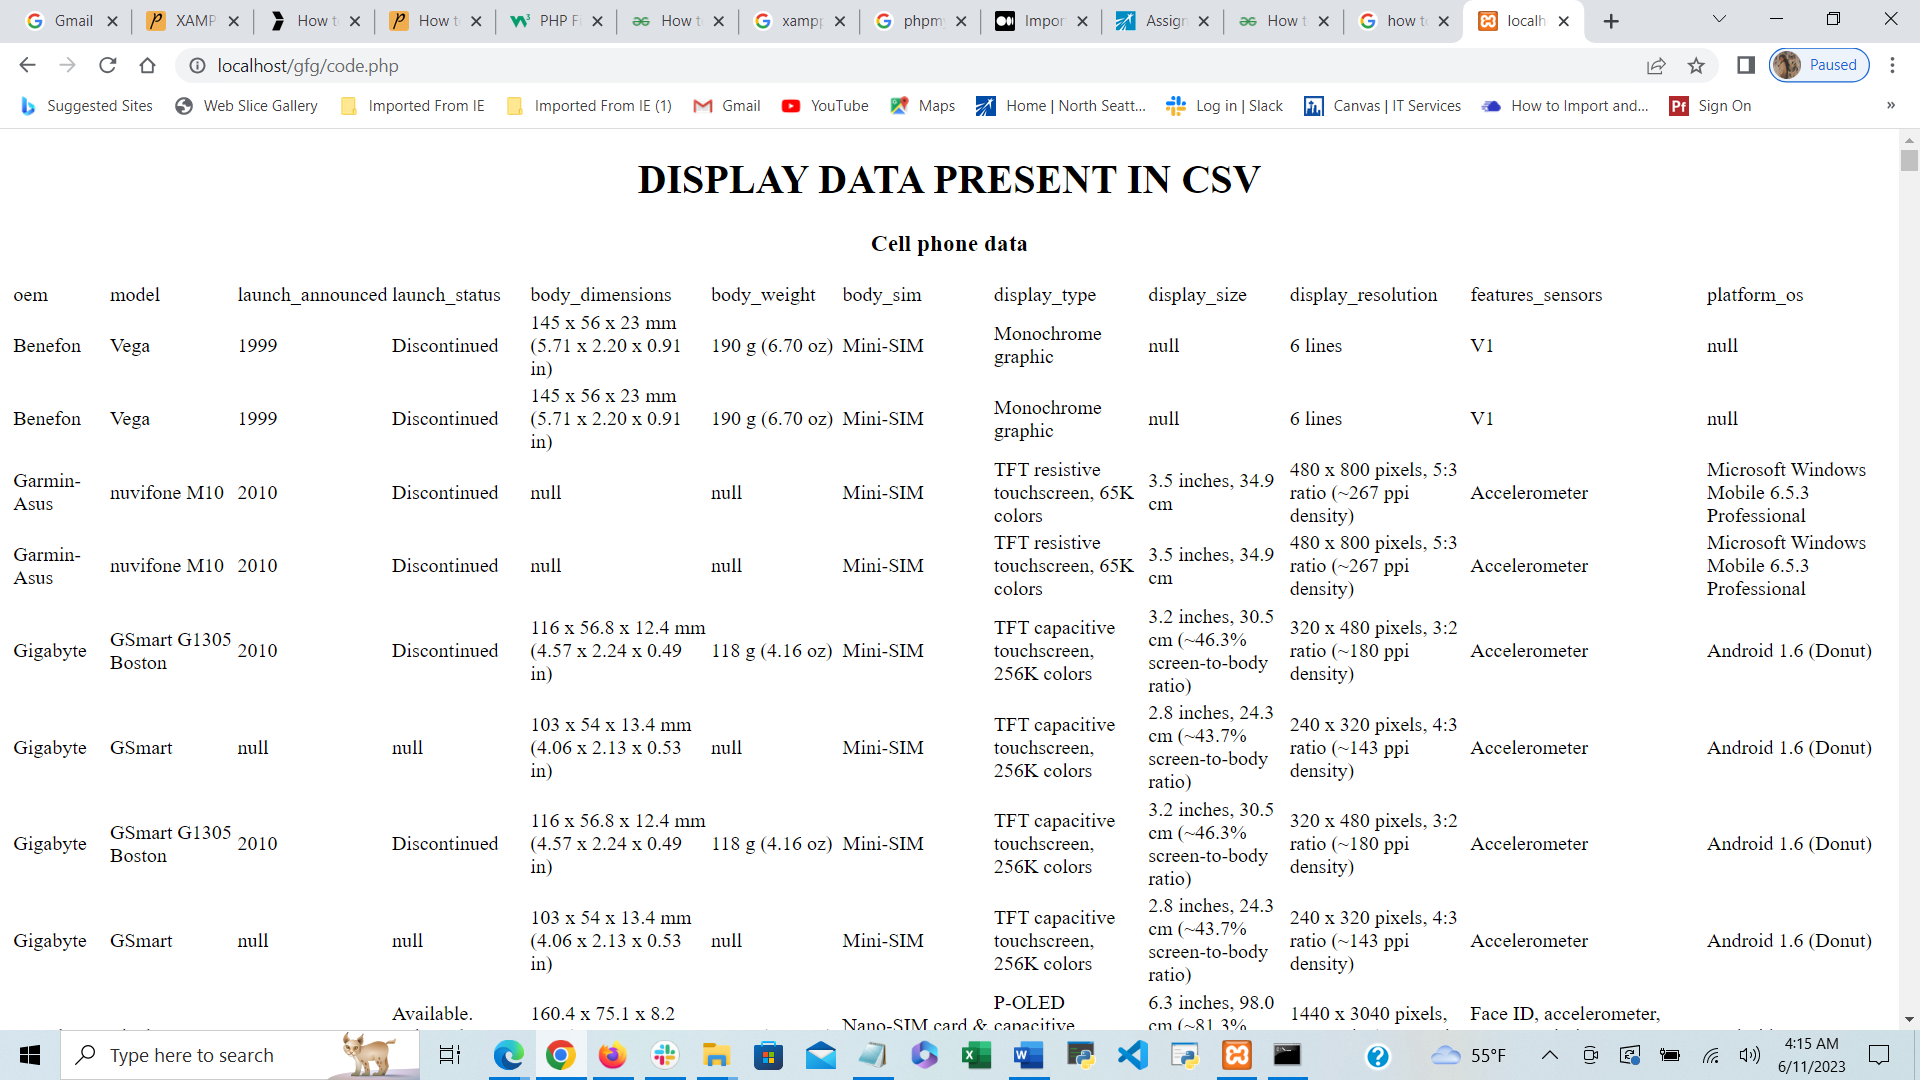 Gmail
XAMP
How t
How t
PHP Fi
How t
xampp
phpmy
Impor
Assign
How t
how t
localh
localhost/gfg/code.php
Paused
Suggested Sites
Web Slice Gallery
Imported From IE
Imported From IE (1)
Gmail
YouTube
Maps
Home | North Seatt...
Log in | Slack
Canvas | IT Services
How to Import and...
Pf Sign On
»
DISPLAY DATA PRESENT IN CSV
Cell phone data
oem model launch_announced launch_status body_dimensions body_weight body_sim display_type display_size display_resolution features_sensors platform_os
Benefon Vega 1999 Discontinued 145 x 56 x 23 mm (5.71 x 2.20 x 0.91 in) 190 g (6.70 oz) Mini-SIM Monochrome graphic null 6 lines V1 null
Benefon Vega 1999 Discontinued 145 x 56 x 23 mm (5.71 x 2.20 x 0.91 in) 190 g (6.70 oz) Mini-SIM Monochrome graphic null 6 lines V1 null
Garmin-Asus nuvifone M10 2010 Discontinued null null Mini-SIM TFT resistive touchscreen, 65K colors 3.5 inches, 34.9 cm 480 x 800 pixels, 5:3 ratio (~267 ppi density) Accelerometer Microsoft Windows Mobile 6.5.3 Professional
Garmin-Asus nuvifone M10 2010 Discontinued null null Mini-SIM TFT resistive touchscreen, 65K colors 3.5 inches, 34.9 cm 480 x 800 pixels, 5:3 ratio (~267 ppi density) Accelerometer Microsoft Windows Mobile 6.5.3 Professional
Gigabyte GSmart G1305 Boston 2010 Discontinued 116 x 56.8 x 12.4 mm (4.57 x 2.24 x 0.49 in) 118 g (4.16 oz) Mini-SIM TFT capacitive touchscreen, 256K colors 3.2 inches, 30.5 cm (~46.3% screen-to-body ratio) 320 x 480 pixels, 3:2 ratio (~180 ppi density) Accelerometer Android 1.6 (Donut)
Gigabyte GSmart null null 103 x 54 x 13.4 mm (4.06 x 2.13 x 0.53 in) null Mini-SIM TFT capacitive touchscreen, 256K colors 2.8 inches, 24.3 cm (~43.7% screen-to-body ratio) 240 x 320 pixels, 4:3 ratio (~143 ppi density) Accelerometer Android 1.6 (Donut)
Gigabyte GSmart G1305 Boston 2010 Discontinued 116 x 56.8 x 12.4 mm (4.57 x 2.24 x 0.49 in) 118 g (4.16 oz) Mini-SIM TFT capacitive touchscreen, 256K colors 3.2 inches, 30.5 cm (~46.3% screen-to-body ratio) 320 x 480 pixels, 3:2 ratio (~180 ppi density) Accelerometer Android 1.6 (Donut)
Gigabyte GSmart null null 103 x 54 x 13.4 mm (4.06 x 2.13 x 0.53 in) null Mini-SIM TFT capacitive touchscreen, 256K colors 2.8 inches, 24.3 cm (~43.7% screen-to-body ratio) 240 x 320 pixels, 4:3 ratio (~143 ppi density) Accelerometer Android 1.6 (Donut)
Available. 160.4 x 75.1 x 8.2 Nano-SIM card & P-OLED capacitive 6.3 inches, 98.0 cm (~81.3% 1440 x 3040 pixels, Face ID, accelerometer,
Type here to search
55°F
4:15 AM
6/11/2023